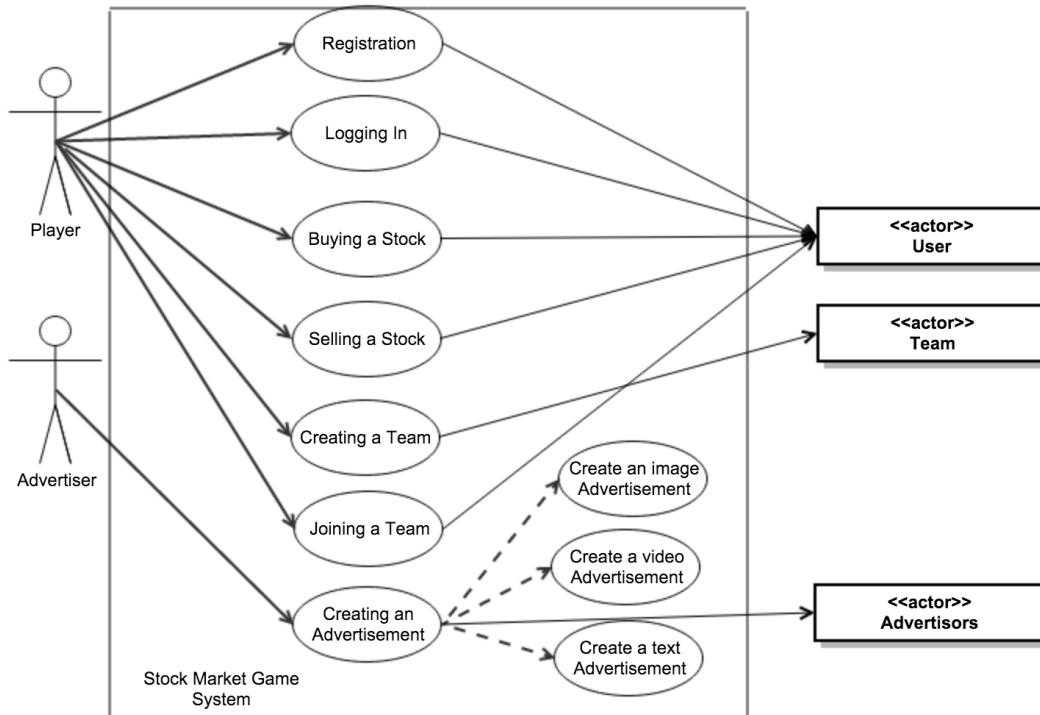 Registration
Logging In
Player
Buying a Stock
<<actor>>
User
Selling a Stock
<<actor>>
Team
Creating a Team
Advertiser
Create an image
Advertisement
Joining a Team
Create a video
Advertisement
Creating an
Advertisement
<<actor>>
Advertisors
Create a text
Advertisement
Stock Market Game
System